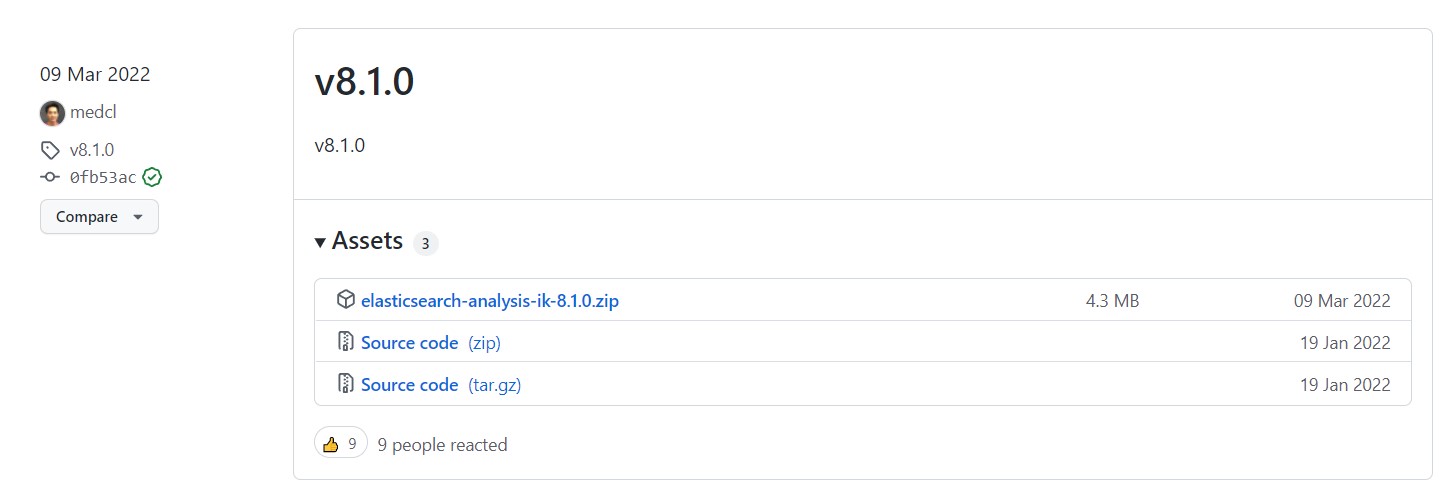 09 Mar 2022
medcl
v8.1.0
0fb53ac
Compare
v8.1.0
v8.1.0
Assets 3
elasticsearch-analysis-ik-8.1.0.zip 4.3 MB 09 Mar 2022
Source code (zip) 19 Jan 2022
Source code (tar.gz) 19 Jan 2022
9 9 people reacted